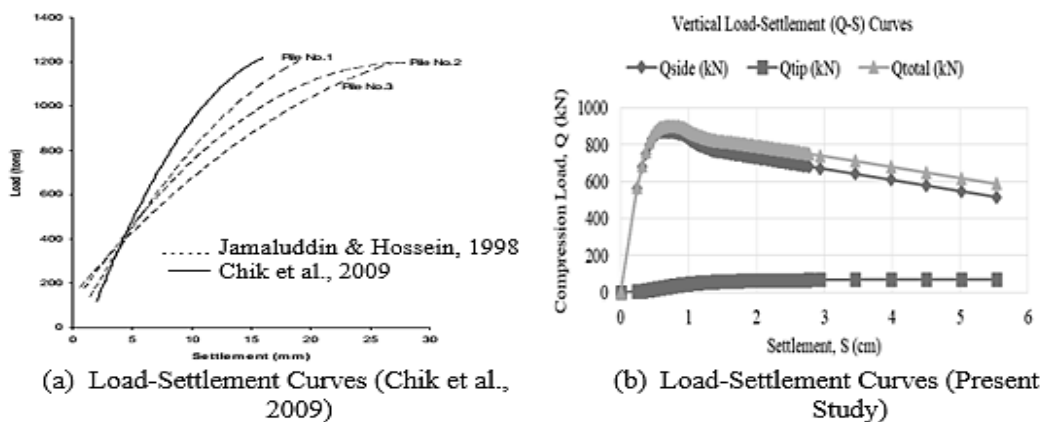 1400
1200
1000
800
600
400
200
0
Load (tons)
Pile No.1
Pile No.2
Pile No.3
Jamaluddin & Hossein, 1998
Chik et al., 2009
0 5 10 15 20 25 30
Settlement (mm)
(a) Load-Settlement Curves (Chik et al.,
2009)
Vertical Load-Settlement (Q-S) Curves
Qside (kN) Qtip (kN) Qtotal (kN)
Compression Load, Q (kN)
1000
800
600
400
200
0
0 1 2 3 4 5 6
Settlement, S (cm)
(b) Load-Settlement Curves (Present
Study)